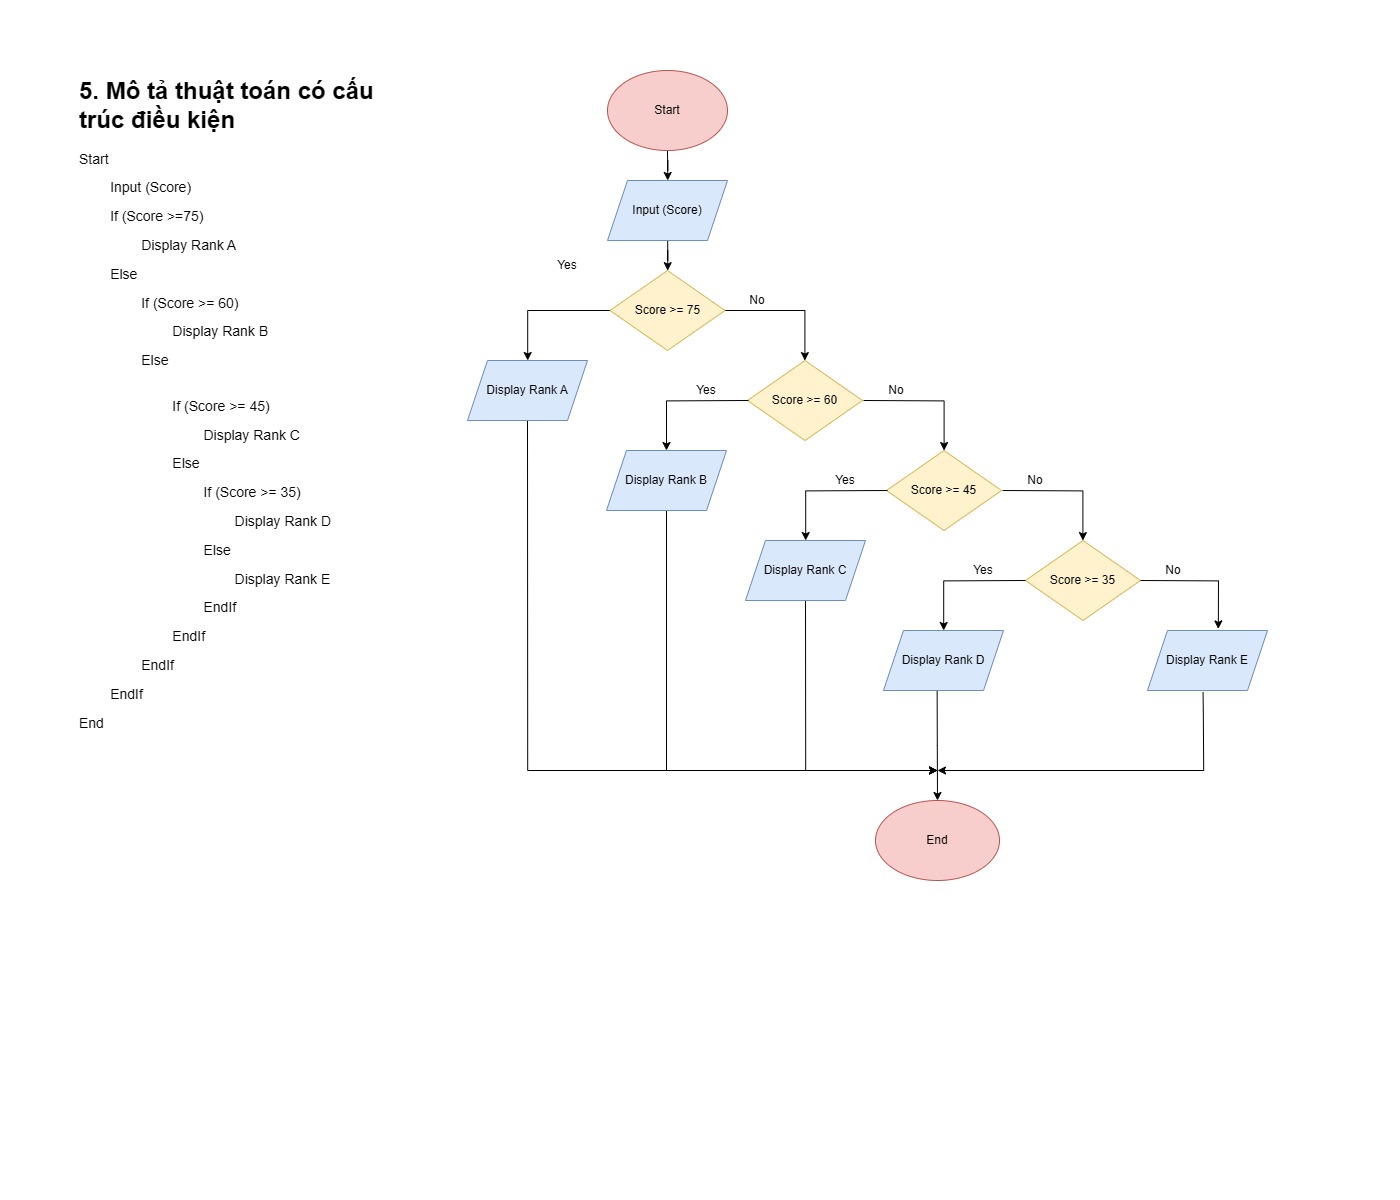 5. Mô tả thuật toán có cấu
trúc điều kiện
Start
Input (Score)
If (Score >=75)
Display Rank A
Else
If (Score >= 60)
Display Rank B
Else
If (Score >= 45)
Display Rank C
Else
If (Score >= 35)
Display Rank D
Else
Display Rank E
EndIf
EndIf
EndIf
EndIf
End
Start
Input (Score)
Yes
Score >= 75
No
Display Rank A
Yes
Score >= 60
No
Display Rank B
Yes
Score >= 45
No
Display Rank C
Yes
Score >= 35
No
Display Rank D
Display Rank E
End